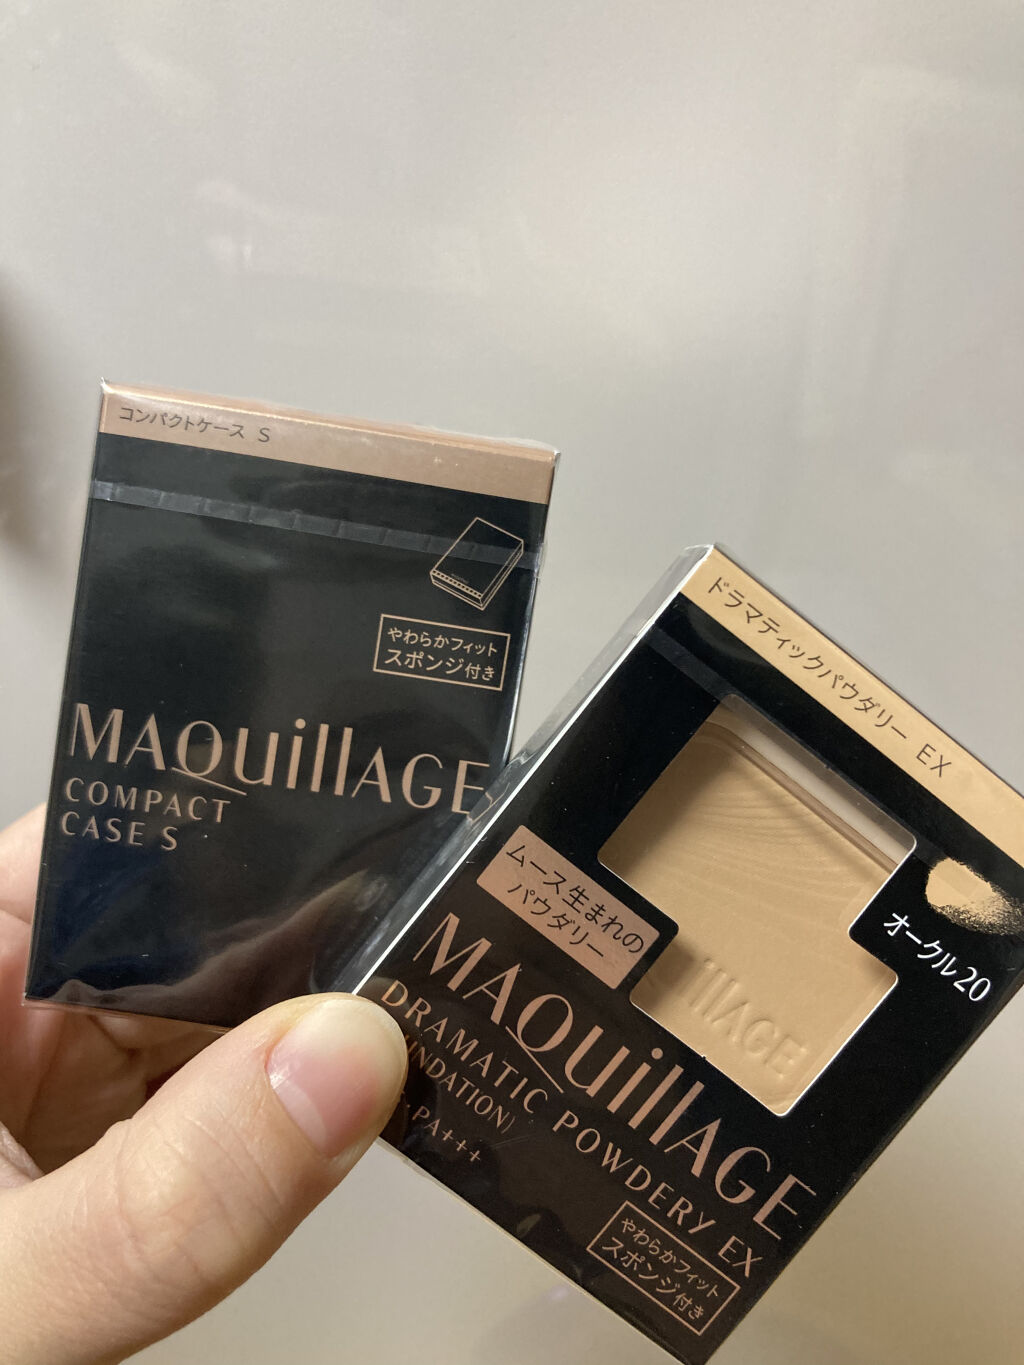 コンパクトケース S
やわらかフィット
スポンジ付き
MAQuillAGE
COMPACT
CASE S
ドラマティックパウダリー EX
オークル20
ムース生まれの
パウダリー
uillAGE
MAQuillAGE
DRAMATIC POWDERY EX
PA+++
やわらかフィット
スポンジ付き